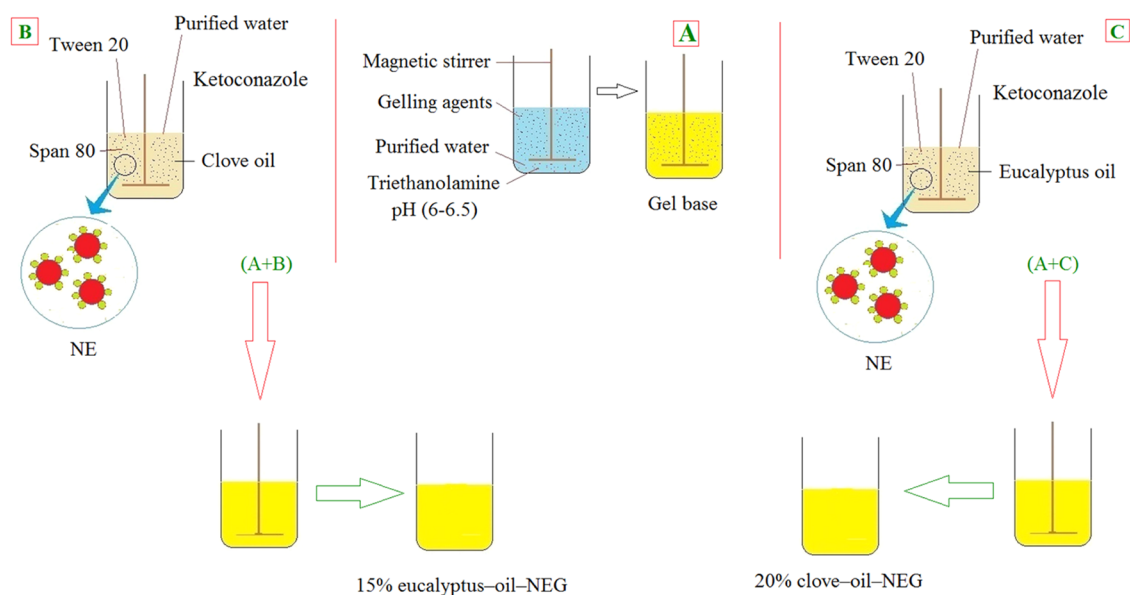 B
Purified water
Tween 20
Ketoconazole
Span 80
Clove oil
NE
(A+B)
A
Magnetic stirrer
Gelling agents
Purified water
Triethanolamine
pH (6-6.5)
Gel base
C
Purified water
Tween 20
Ketoconazole
Span 80
Eucalyptus oil
NE
(A+C)
15% eucalyptus–oil–NEG
20% clove–oil–NEG